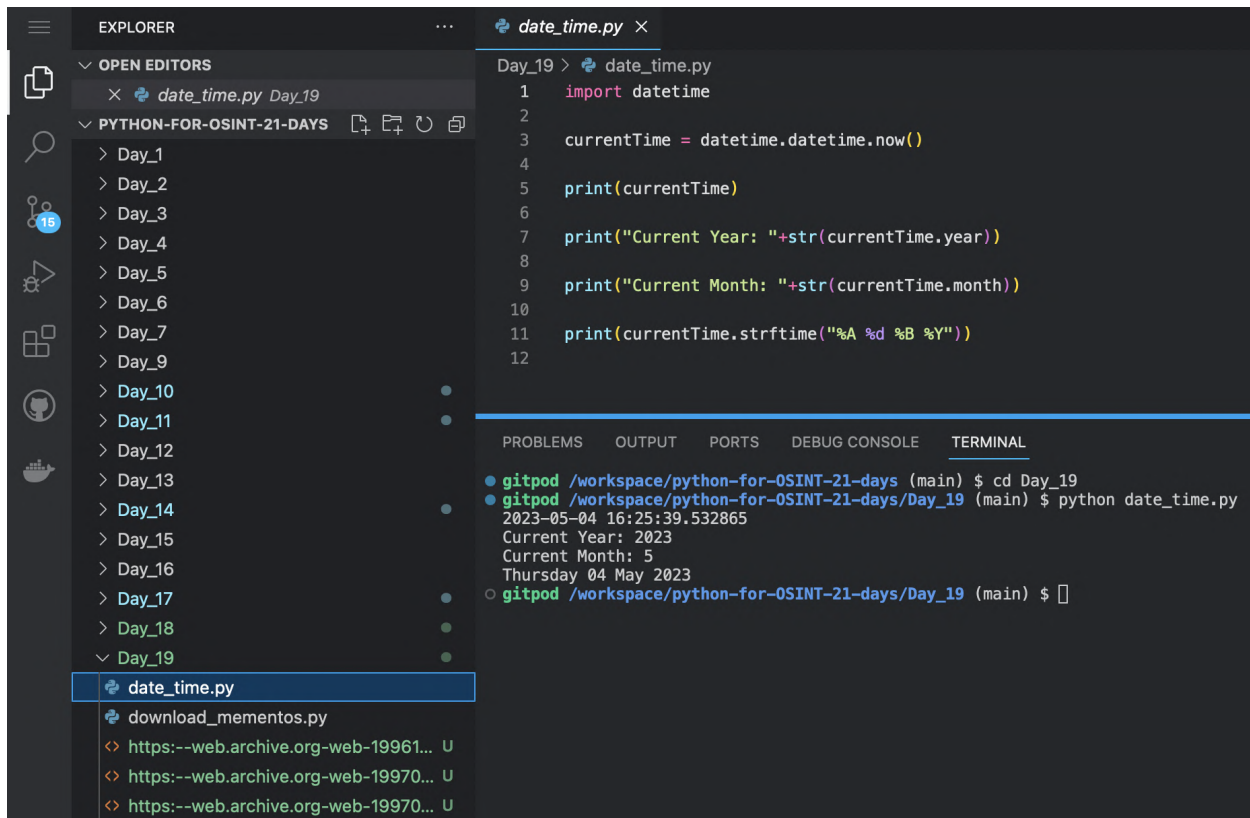 EXPLORER
OPEN EDITORS
date_time.py Day_19
PYTHON-FOR-OSINT-21-DAYS
Day_1
Day_2
Day_3
15
Day_4
Day_5
Day_6
Day_7
Day_9
Day_10
Day_11
Day_12
Day_13
Day_14
Day_15
Day_16
Day_17
Day_18
Day_19
date_time.py
download_mementos.py
https:--web.archive.org-web-19961... U
https:--web.archive.org-web-19970... U
https:--web.archive.org-web-19970... U
date_time.py
Day_19 > date_time.py
1 import datetime
2
3 currentTime = datetime.datetime.now()
4
5 print(currentTime)
6
7 print("Current Year: "+str(currentTime.year))
8
9 print("Current Month: "+str(currentTime.month))
10
11 print(currentTime.strftime("%A %d %B %Y"))
12
PROBLEMS OUTPUT PORTS DEBUG CONSOLE TERMINAL
gitpod /workspace/python-for-OSINT-21-days (main) $ cd Day_19
gitpod /workspace/python-for-OSINT-21-days/Day_19 (main) $ python date_time.py
2023-05-04 16:25:39.532865
Current Year: 2023
Current Month: 5
Thursday 04 May 2023
gitpod /workspace/python-for-OSINT-21-days/Day_19 (main) $